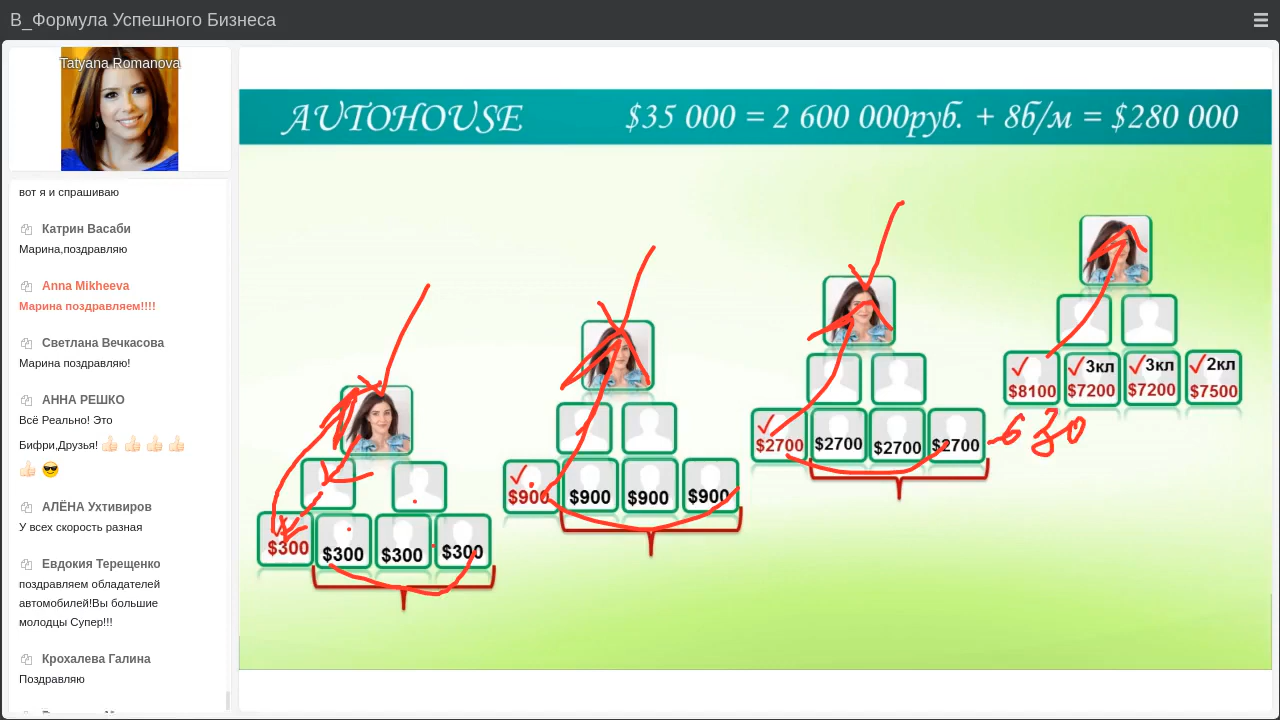 B_Формула Успешного Бизнеса
Tatyana Romanova
вот я и спрашиваю
Катрин Васаби
Марина,поздравляю
Anna Mikheeva
Марина поздравляем!!!!
Светлана Вечкасова
Марина поздравляю!
АННА РЕШКО
Всё Реально! Это
Бифри,Друзья!
АЛЁНА Ухтивиров
У всех скорость разная
Евдокия Терещенко
поздравляем обладателей
автомобилей!Вы большие
молодцы Супер!!!
Крохалева Галина
Поздравляю
AUTOHOUSE
$35 000 = 2 600 000руб. + 8б/м = $280 000
$300
$300
$300
$300
$900
$900
$900
$900
$2700
$2700
$2700
$2700
630
$8100
3кл
$7200
3кл
$7200
2кл
$7500